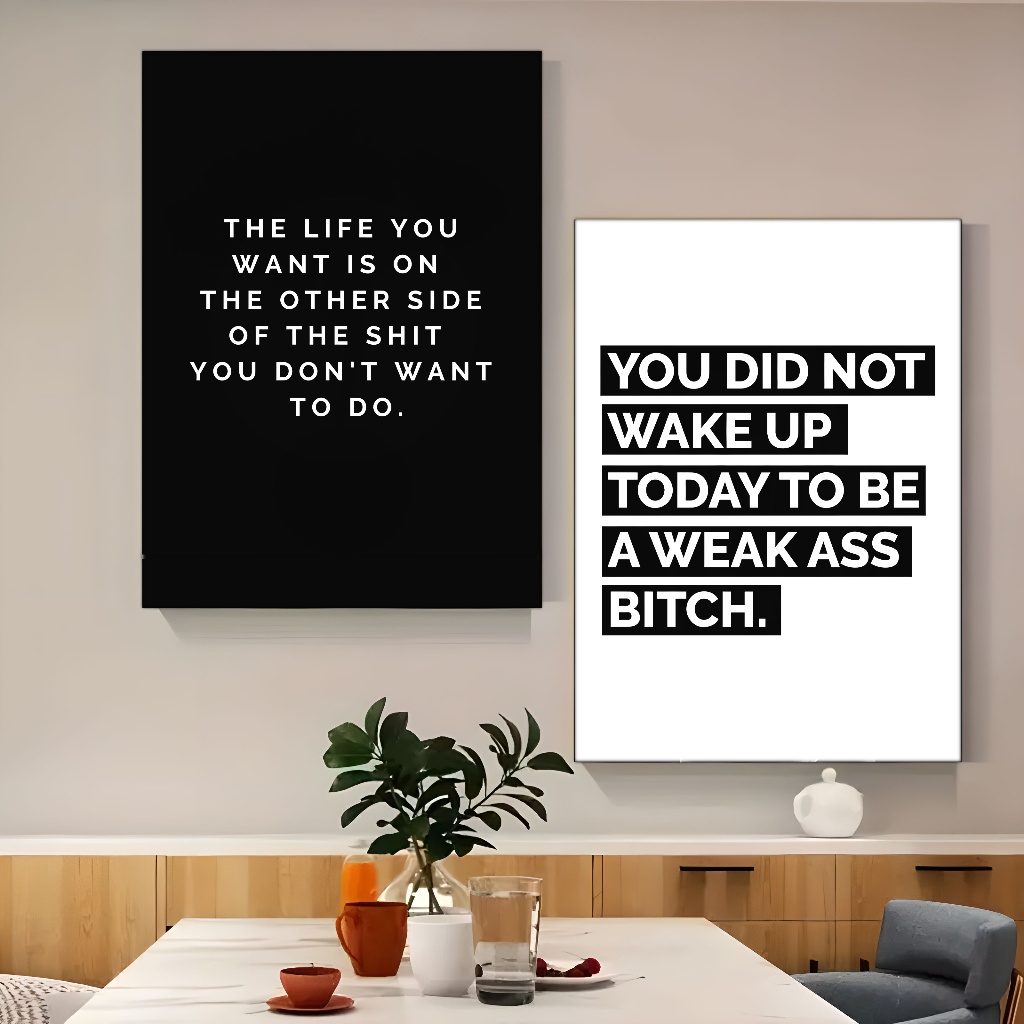 THE LIFE YOU
WANT IS ON
THE OTHER SIDE
OF THE SHIT
YOU DON'T WANT
TO DO.
YOU DID NOT
WAKE UP
TODAY TO BE
A WEAK ASS
BITCH.